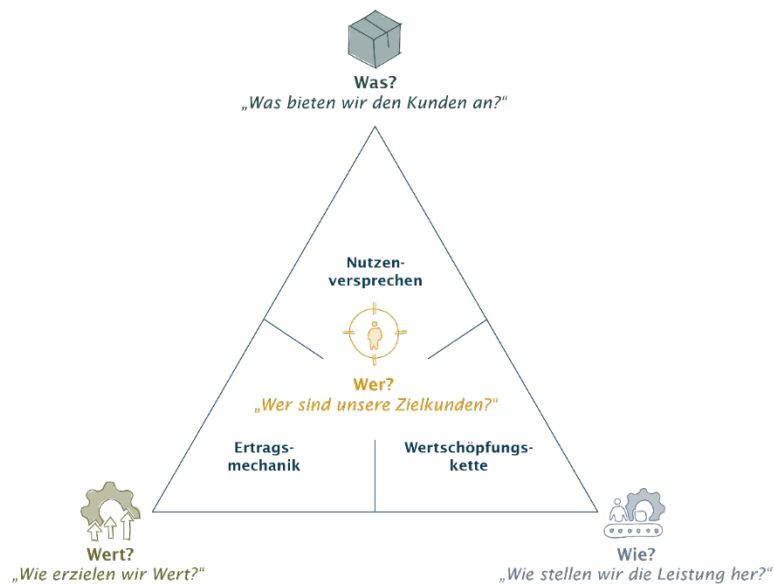 Was?
„Was bieten wir den Kunden an?“
Nutzen-
versprechen
Wer?
„Wer sind unsere Zielkunden?“
Ertrags-
mechanik
Wertschöpfungs-
kette
Wert?
„Wie erzielen wir Wert?“
Wie?
„Wie stellen wir die Leistung her?“